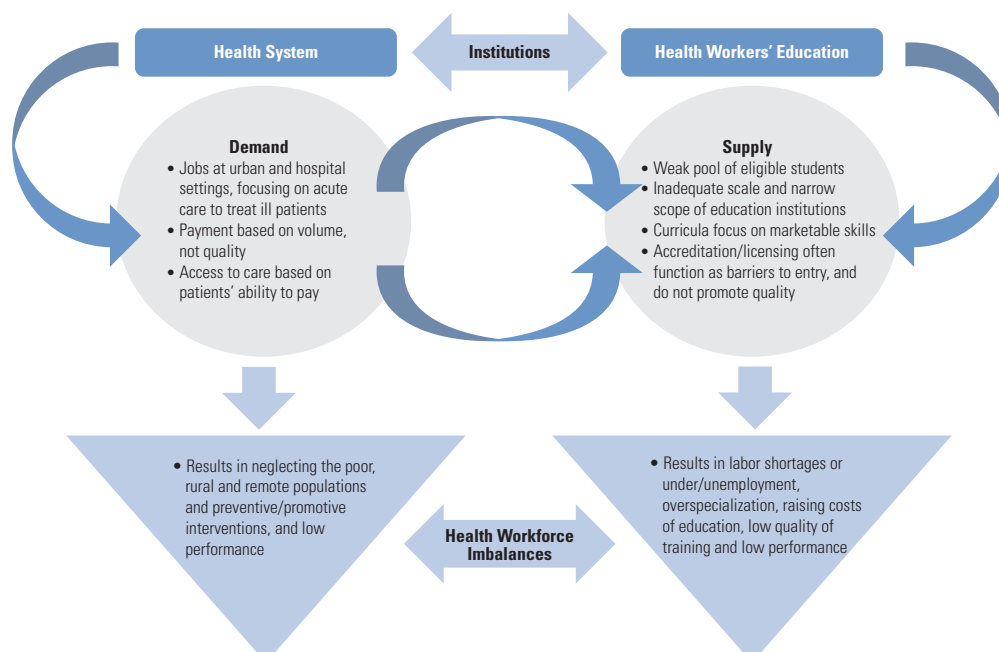 Health System
Institutions
Health Workers' Education
Demand
• Jobs at urban and hospital
settings, focusing on acute
care to treat ill patients
• Payment based on volume,
not quality
• Access to care based on
patients' ability to pay
Supply
• Weak pool of eligible students
• Inadequate scale and narrow
scope of education institutions
• Curricula focus on marketable skills
• Accreditation/licensing often
function as barriers to entry, and
do not promote quality
• Results in neglecting the poor,
rural and remote populations
and preventive/promotive
interventions, and low
performance
Health Workforce
Imbalances
• Results in labor shortages or
under/unemployment,
overspecialization, raising costs
of education, low quality of
training and low performance